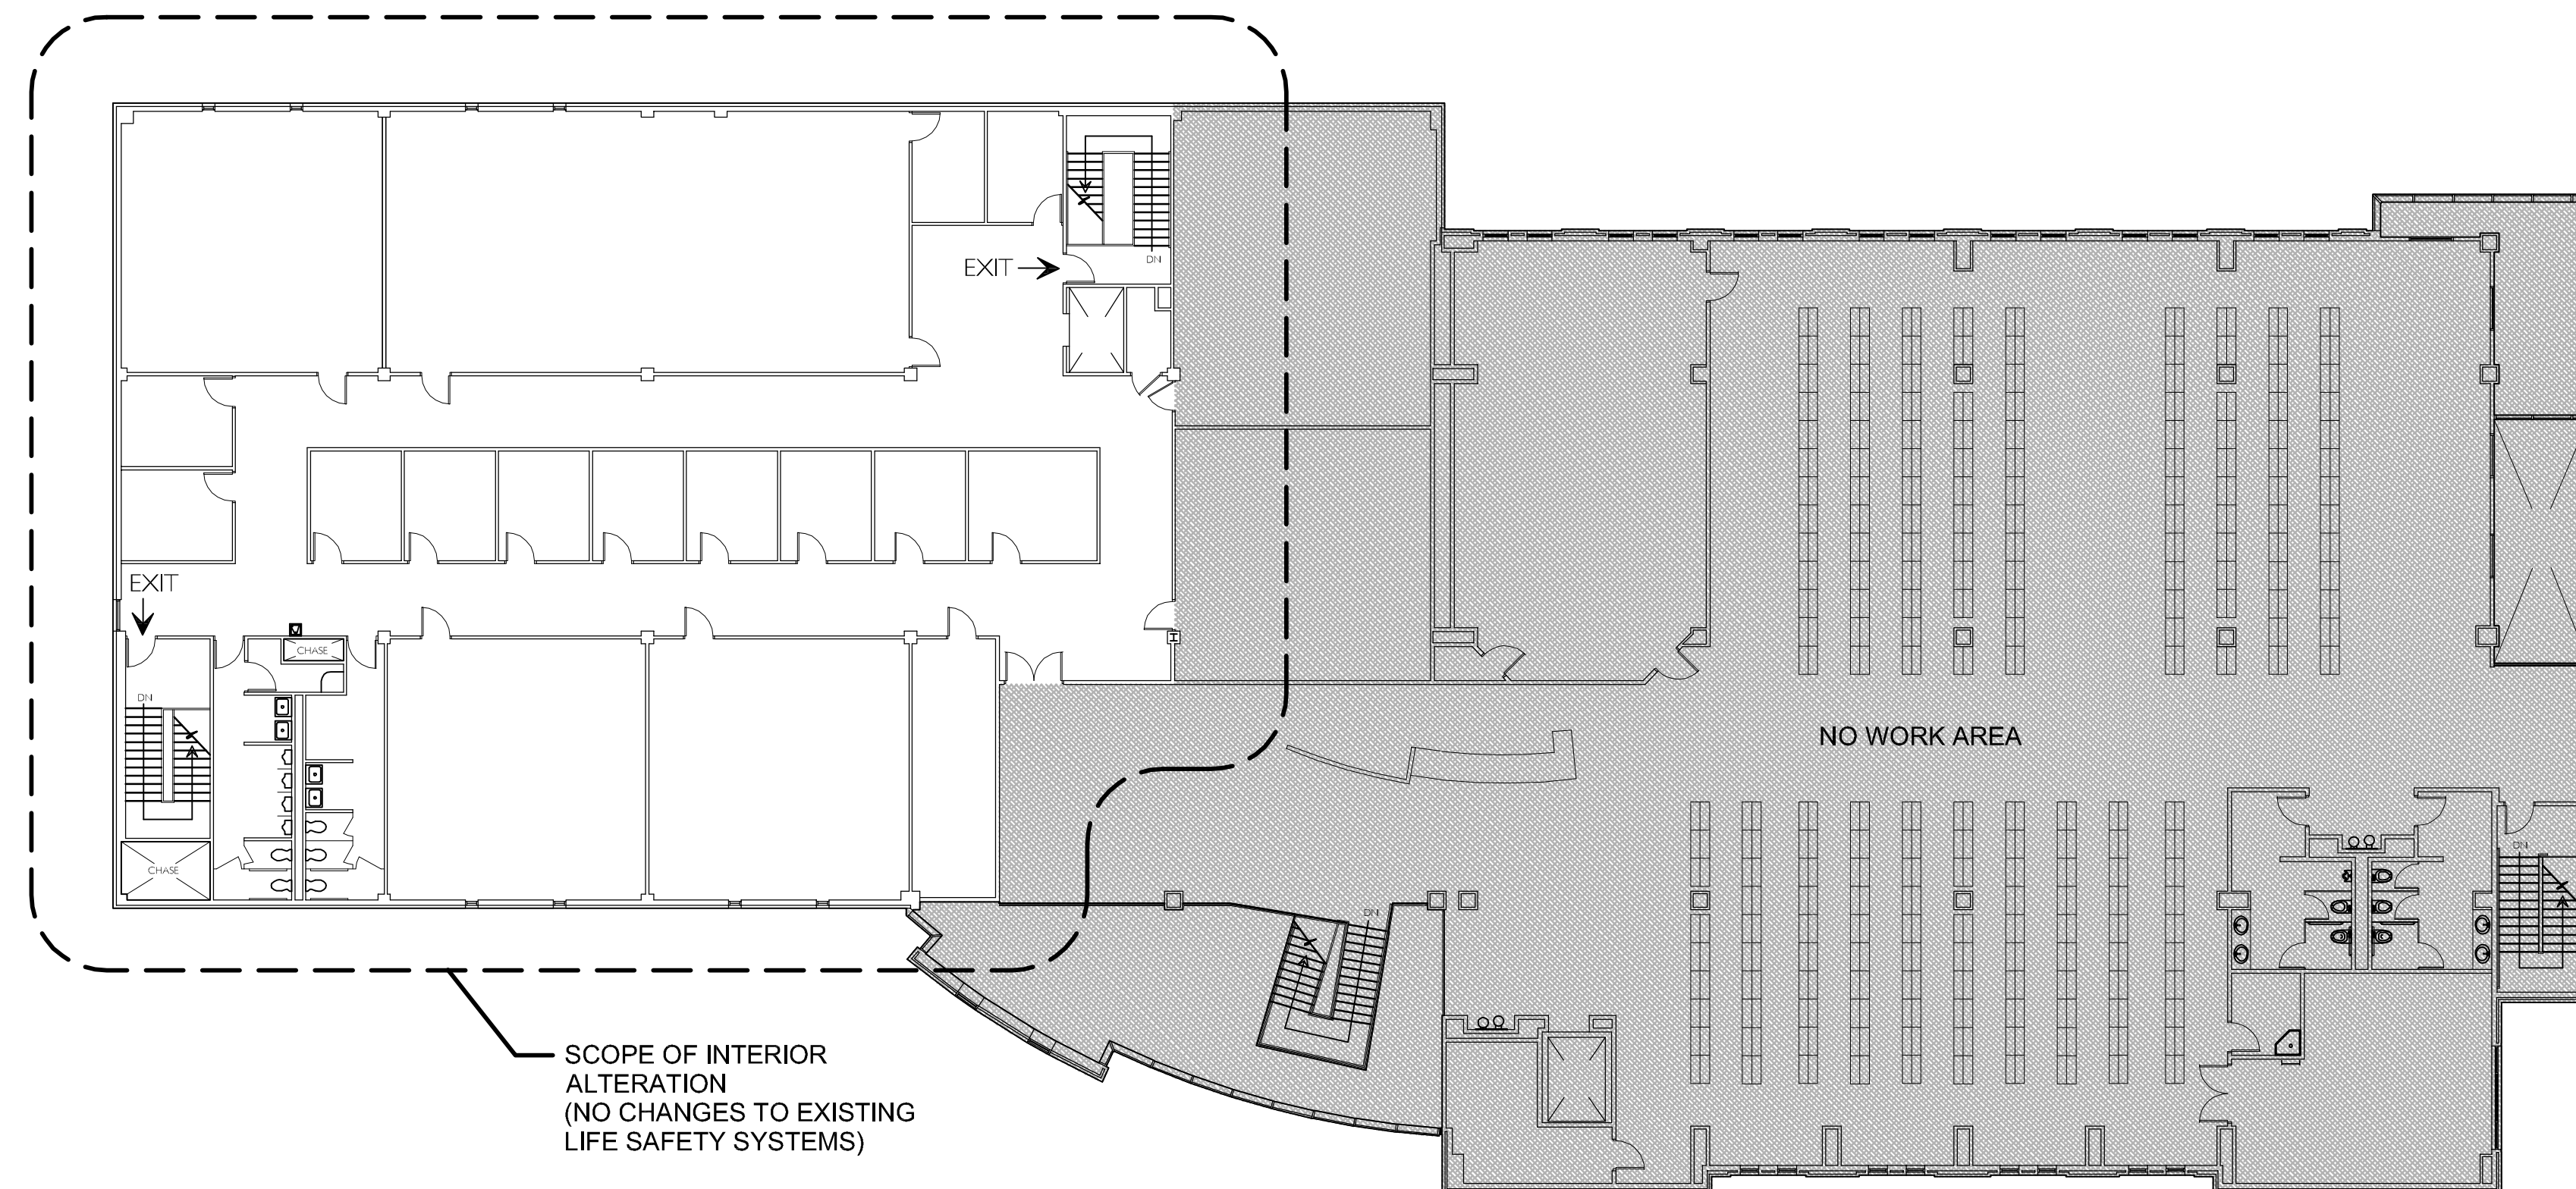 DN
EXIT
EXIT
CHASE
DN
NO WORK AREA
CHASE
DN
DN
SCOPE OF INTERIOR
ALTERATION
(NO CHANGES TO EXISTING
LIFE SAFETY SYSTEMS)